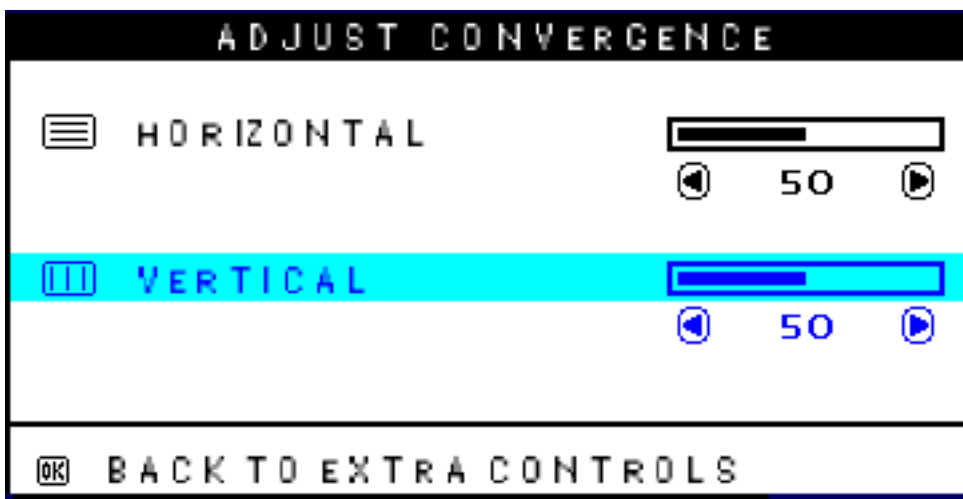 ADJUST CONVERGENCE
HORIZONTAL
50
VERTICAL
50
OK BACK TO EXTRA CONTROLS